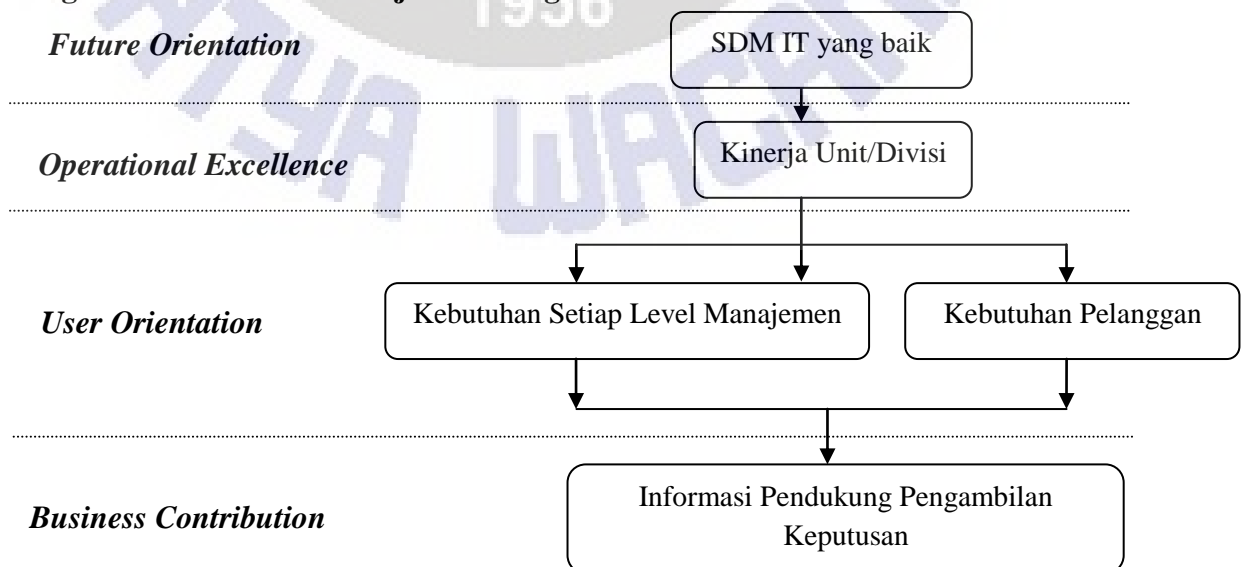 1956
Future Orientation
SDM IT yang baik
Operational Excellence
Kinerja Unit/Divisi
User Orientation
Kebutuhan Setiap Level Manajemen
Kebutuhan Pelanggan
Business Contribution
Informasi Pendukung Pengambilan
Keputusan